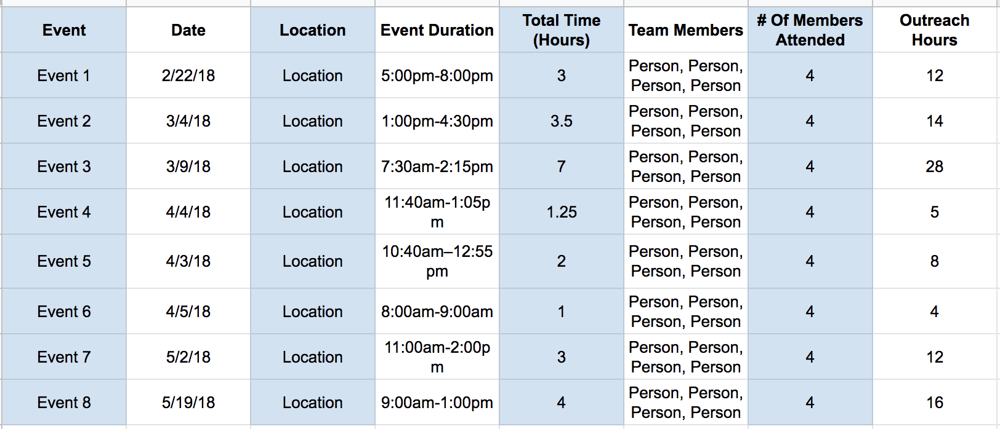 Event Date Location Event Duration Total Time (Hours) Team Members # Of Members Attended Outreach Hours
Event 1 2/22/18 Location 5:00pm-8:00pm 3 Person, Person, Person, Person 4 12
Event 2 3/4/18 Location 1:00pm-4:30pm 3.5 Person, Person, Person, Person 4 14
Event 3 3/9/18 Location 7:30am-2:15pm 7 Person, Person, Person, Person 4 28
Event 4 4/4/18 Location 11:40am-1:05pm 1.25 Person, Person, Person, Person 4 5
Event 5 4/3/18 Location 10:40am–12:55pm 2 Person, Person, Person, Person 4 8
Event 6 4/5/18 Location 8:00am-9:00am 1 Person, Person, Person, Person 4 4
Event 7 5/2/18 Location 11:00am-2:00pm 3 Person, Person, Person, Person 4 12
Event 8 5/19/18 Location 9:00am-1:00pm 4 Person, Person, Person, Person 4 16